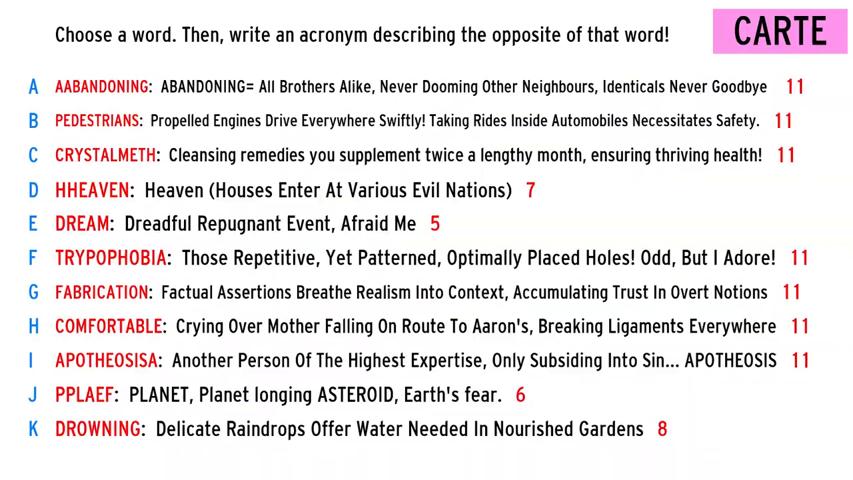 Choose a word. Then, write an acronym describing the opposite of that word!
CARTE
A AABANDONING: ABANDONING= All Brothers Alike, Never Dooming Other Neighbours, Identicals Never Goodbye 11
B PEDESTRIANS: Propelled Engines Drive Everywhere Swiftly! Taking Rides Inside Automobiles Necessitates Safety. 11
C CRYSTALMETH: Cleansing remedies you supplement twice a lengthy month, ensuring thriving health! 11
D HHEAVEN: Heaven (Houses Enter At Various Evil Nations) 7
E DREAM: Dreadful Repugnant Event, Afraid Me 5
F TRYPOPHOBIA: Those Repetitive, Yet Patterned, Optimally Placed Holes! Odd, But I Adore! 11
G FABRICATION: Factual Assertions Breathe Realism Into Context, Accumulating Trust In Overt Notions 11
H COMFORTABLE: Crying Over Mother Falling On Route To Aaron's, Breaking Ligaments Everywhere 11
I APOTHEOSISA: Another Person Of The Highest Expertise, Only Subsiding Into Sin... APOTHEOSIS 11
J PPLAEF: PLANET, Planet longing ASTEROID, Earth's fear. 6
K DROWNING: Delicate Raindrops Offer Water Needed In Nourished Gardens 8